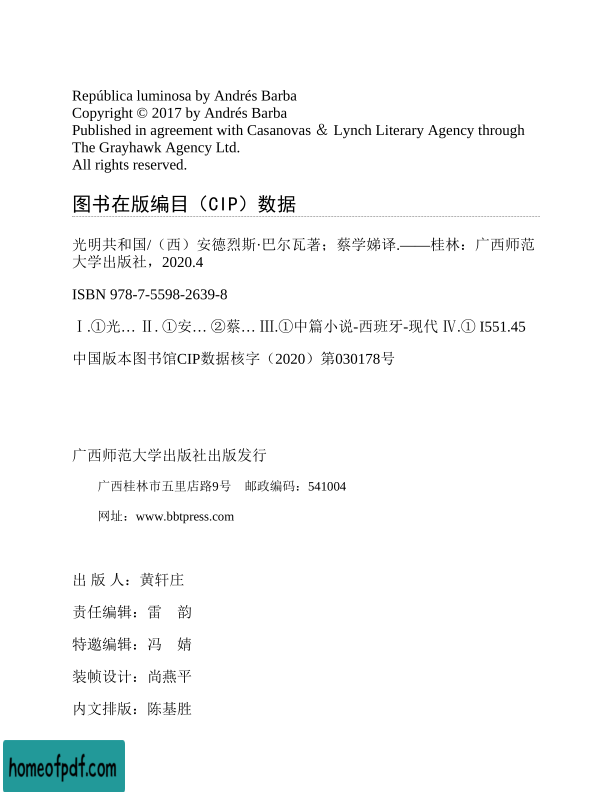 República luminosa by Andrés Barba
Copyright © 2017 by Andrés Barba
Published in agreement with Casanovas ＆ Lynch Literary Agency through
The Grayhawk Agency Ltd.
All rights reserved.
图书在版编目（CIP）数据
光明共和国/（西）安德烈斯·巴尔瓦著；蔡学娣译.——桂林：广西师范
大学出版社，2020.4
ISBN 978-7-5598-2639-8
Ⅰ.①光… Ⅱ. ①安… ②蔡… Ⅲ.①中篇小说-西班牙-现代 Ⅳ.① I551.45
中国版本图书馆CIP数据核字（2020）第030178号
广西师范大学出版社出版发行
广西桂林市五里店路9号　邮政编码：541004
网址：www.bbtpress.com
出 版 人：黄轩庄
责任编辑：雷　韵
特邀编辑：冯　婧
装帧设计：尚燕平
内文排版：陈基胜
homeofpdf.com